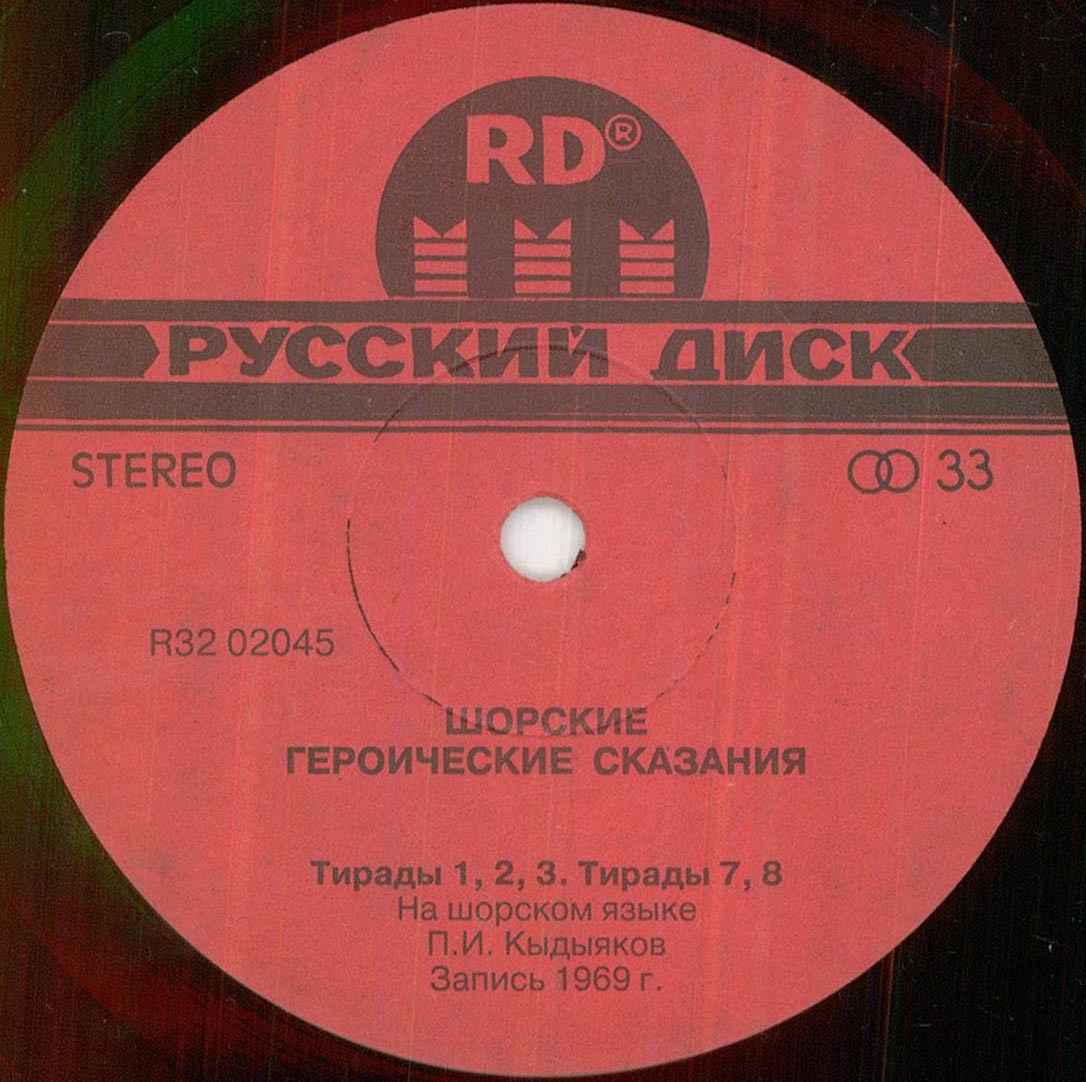 RD®
РУССКИЙ ДИСК
STEREO
33
R32 02045
ШОРСКИЕ
ГЕРОИЧЕСКИЕ СКАЗАНИЯ
Тирады 1, 2, 3. Тирады 7, 8
На шорском языке
П.И. Кыдыяков
Запись 1969 г.